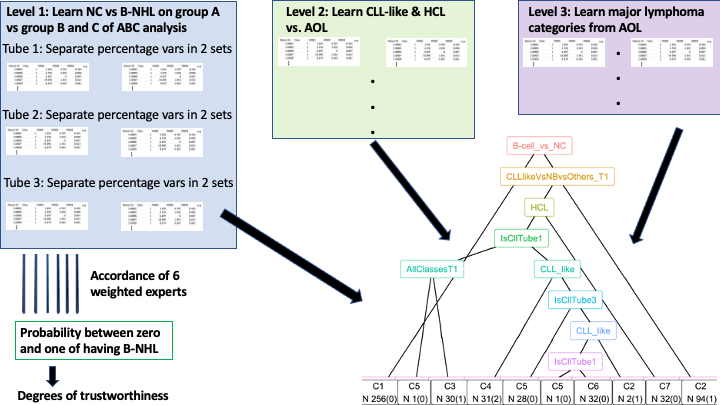 Level 1: Learn NC vs B-NHL on group A
vs group B and C of ABC analysis
Tube 1: Separate percentage vars in 2 sets
Tube 2: Separate percentage vars in 2 sets
Tube 3: Separate percentage vars in 2 sets
Level 2: Learn CLL-like & HCL
vs. AOL
Level 3: Learn major lymphoma
categories from AOL
Accordance of 6
weighted experts
Probability between zero
and one of having B-NHL
Degrees of trustworthiness
B-cell_vs_NC
CLLlikeVsNBvsOthers_T1
HCL
IsCllTube1
AllClassesT1
CLL_like
IsCllTube3
CLL_like
IsCllTube1
C1 C5 C3 C4 C5 C5 C6 C2 C7 C2
N 256(0) N 1(0) N 30(1) N 31(2) N 28(0) N 1(0) N 32(0) N 2(1) N 32(0) N 94(1)